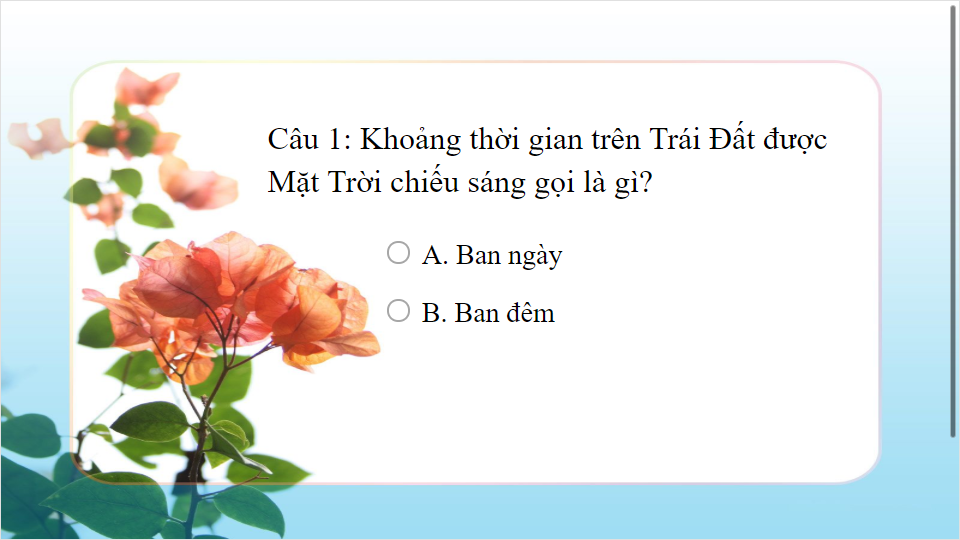 Câu 1: Khoảng thời gian trên Trái Đất được
Mặt Trời chiếu sáng gọi là gì?
A. Ban ngày
B. Ban đêm